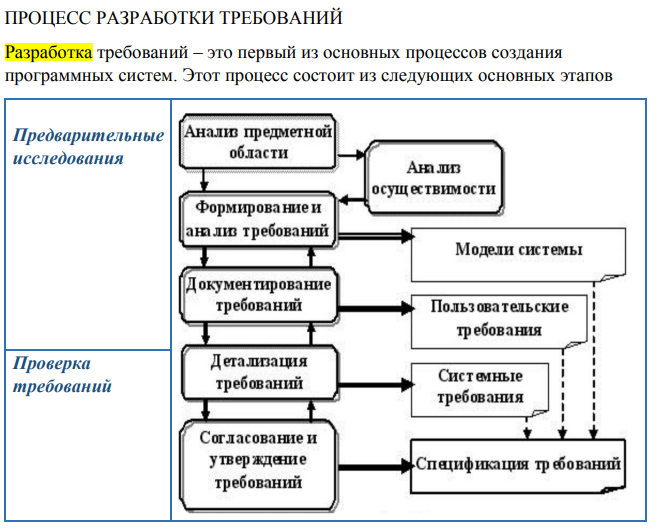 ПРОЦЕСС РАЗРАБОТКИ ТРЕБОВАНИЙ
Разработка требований – это первый из основных процессов создания
программных систем. Этот процесс состоит из следующих основных этапов
Предварительные
исследования
Анализ предметной
области
Анализ
осуществимости
Формирование и
анализ требований
Модели системы
Документирование
требований
Пользовательские
требования
Проверка
требований
Детализация
требований
Системные
требования
Согласование и
утверждение
требований
Спецификация требований